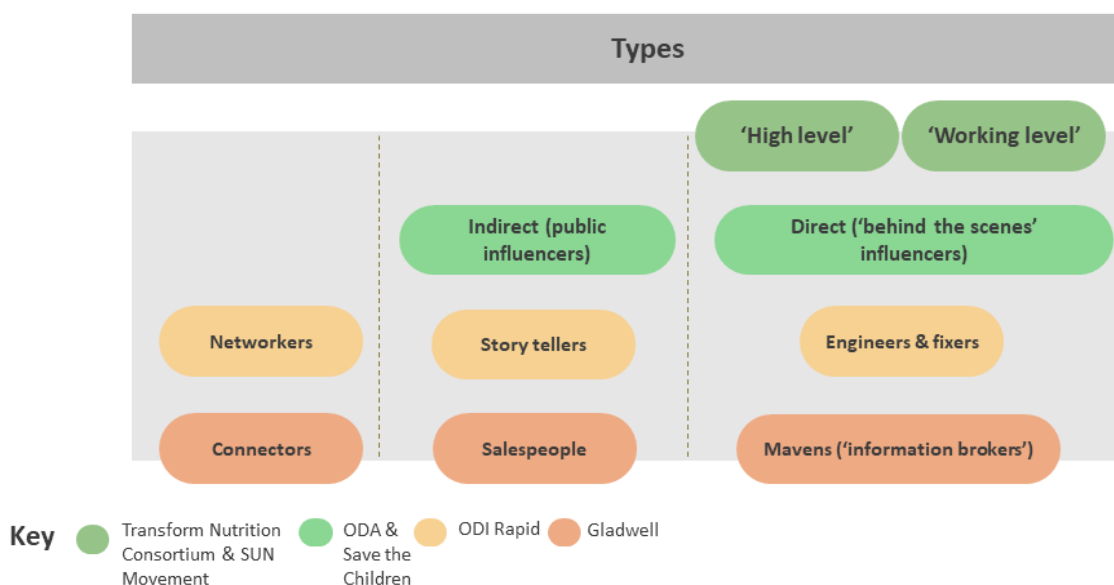 Types
‘High level’
‘Working level’
Indirect (public
influencers)
Direct (‘behind the scenes’
influencers)
Networkers
Story tellers
Engineers & fixers
Connectors
Salespeople
Mavens (‘information brokers’)
Key
Transform Nutrition
Consortium & SUN
Movement
ODA &
Save the
Children
ODI Rapid
Gladwell